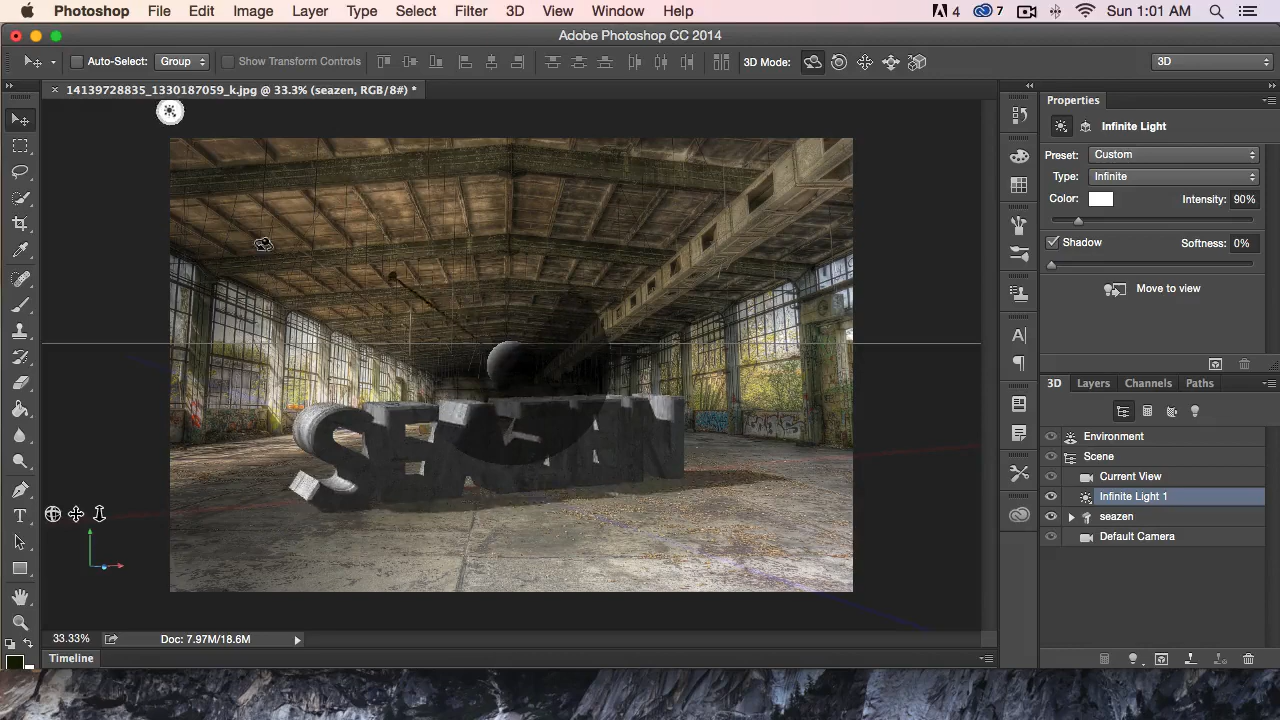 Photoshop File Edit Image Layer Type Select Filter 3D View Window Help 4 7 Sun 1:01 AM
Adobe Photoshop CC 2014
Auto-Select: Group Show Transform Controls 3D Mode: 3D
14139728835_1330187059_k.jpg @ 33.3% (seazen, RGB/8#) *
Properties
Infinite Light
Preset: Custom
Type: Infinite
Color: Intensity: 90%
Shadow Softness: 0%
Move to view
3D Layers Channels Paths
Environment
Scene
Current View
Infinite Light 1
seazen
Default Camera
SEAZEN
33.33% Doc: 7.97M/18.6M
Timeline